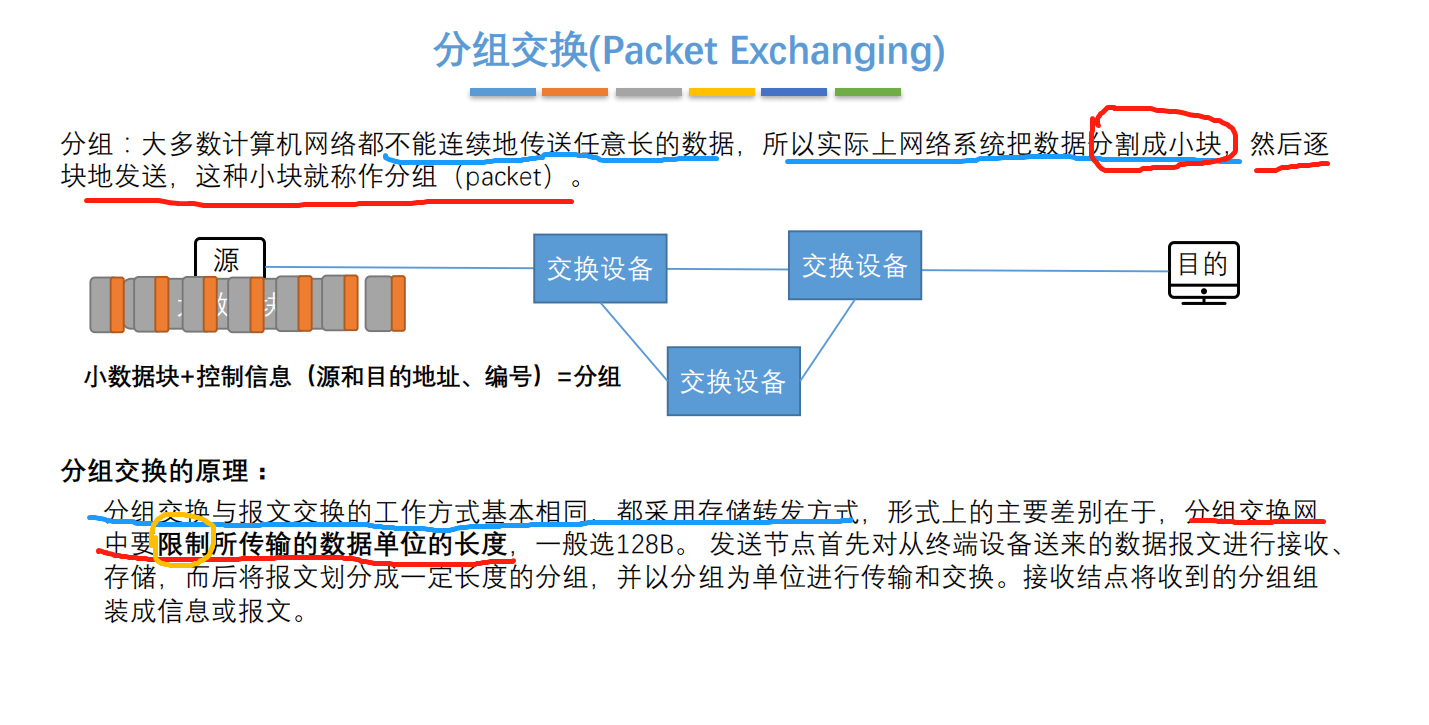 分组交换(Packet Exchanging)
分组：大多数计算机网络都不能连续地传送任意长的数据，所以实际上网络系统把数据分割成小块，然后逐
块地发送，这种小块就称作分组（packet）。
源
交换设备
交换设备
目的
交换设备
小数据块+控制信息（源和目的地址、编号）=分组
分组交换的原理：
分组交换与报文交换的工作方式基本相同，都采用存储转发方式，形式上的主要差别在于，分组交换网
中要限制所传输的数据单位的长度，一般选128B。 发送节点首先对从终端设备送来的数据报文进行接收、
存储，而后将报文划分成一定长度的分组，并以分组为单位进行传输和交换。接收结点将收到的分组组
装成信息或报文。